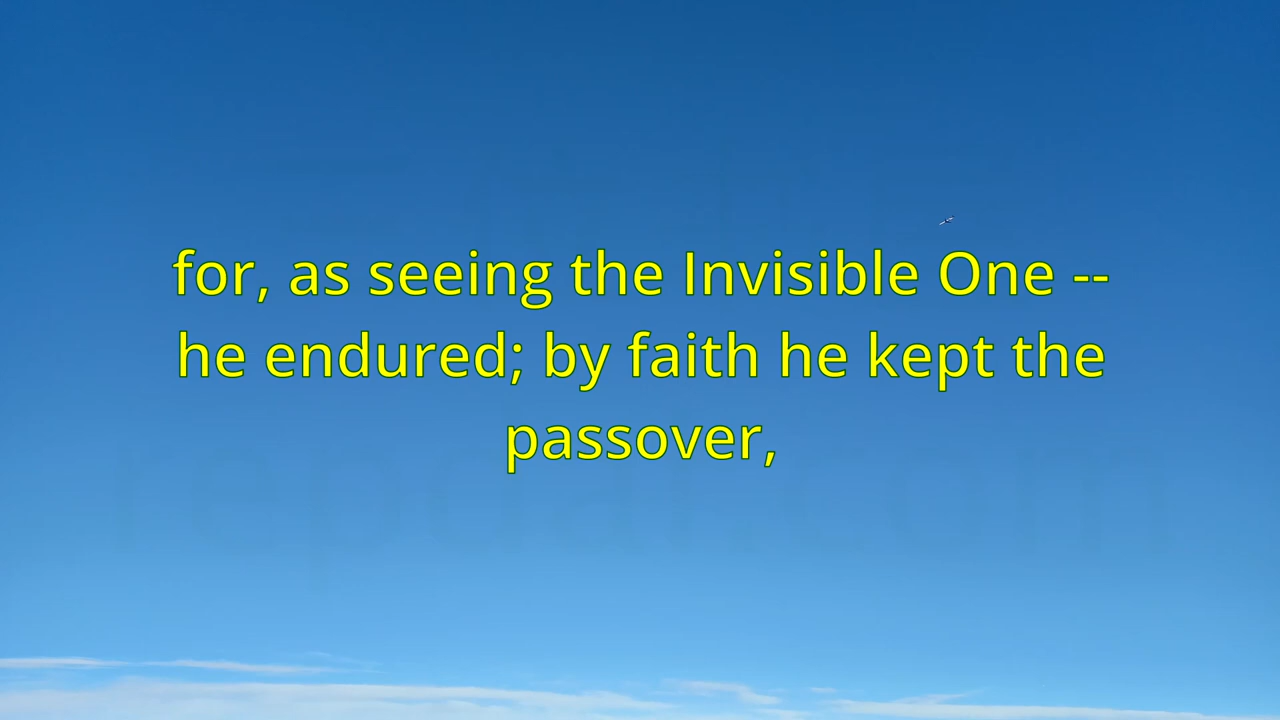 for, as seeing the Invisible One --
he endured; by faith he kept the
passover,